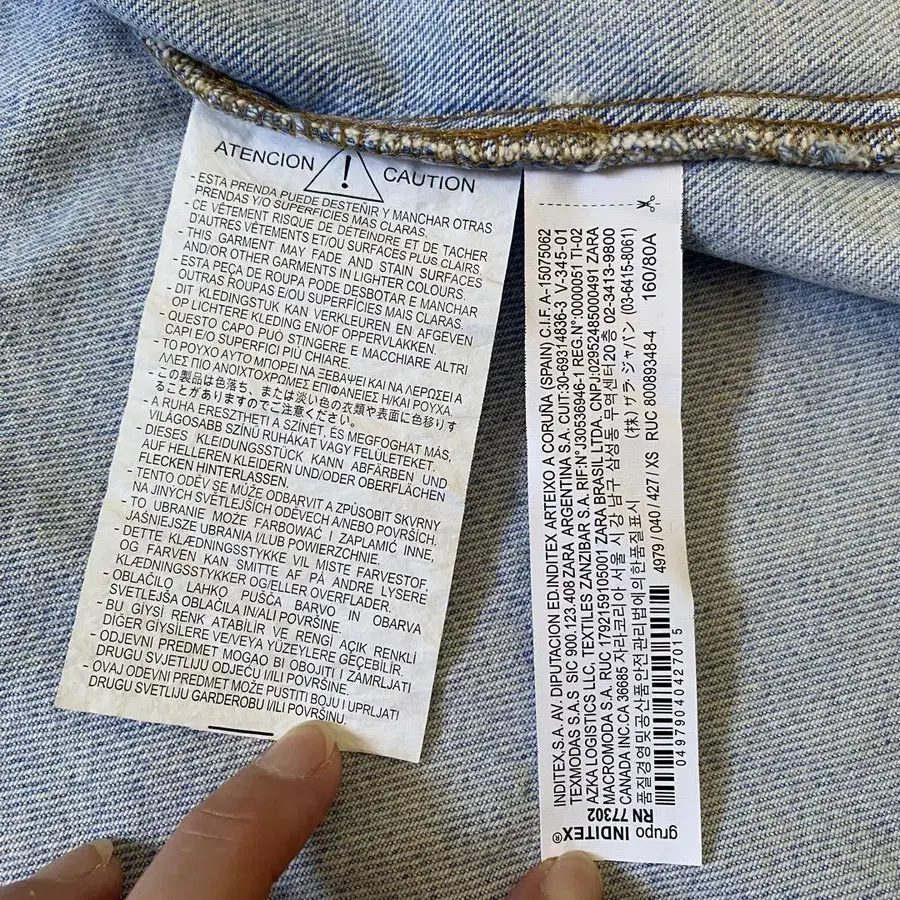 ATENCION ! CAUTION
- ESTA PRENDA PUEDE DESTEÑIR Y MANCHAR OTRAS
PRENDAS Y/O SUPERFICIES MAS CLARAS.
- CE VÊTEMENT RISQUE DE DÉTEINDRE ET DE TACHER
D'AUTRES VÊTEMENTS ET/OU SURFACES PLUS CLAIRS.
- THIS GARMENT MAY FADE AND STAIN SURFACES
AND/OR OTHER GARMENTS IN LIGHTER COLOURS.
- ESTA PEÇA DE ROUPA PODE DESBOTAR E MANCHAR
OUTRAS ROUPAS E/OU SUPERFÍCIES MAIS CLARAS.
- DIT KLEDINGSTUK KAN VERKLEUREN EN AFGEVEN
OP LICHTERE KLEDING EN/OF OPPERVLAKKEN.
- QUESTO CAPO PUÒ STINGERE E MACCHIARE ALTRI
CAPI E/O SUPERFICI PIÙ CHIARE.
- ΤΟ ΡΟΥΧΟ ΑΥΤΟ ΜΠΟΡΕΙ ΝΑ ΞΕΒΑΨΕΙ ΚΑΙ ΝΑ ΛΕΡΩΣΕΙ Α
ΛΛΕΣ ΠΙΟ ΑΝΟΙΧΤΟΧΡΩΜΕΣ ΕΠΙΦΑΝΕΙΕΣ Η/ΚΑΙ ΡΟΥΧΑ.
- この製品は色落ち、または淡い色の衣類や表面に色移りす
ることがありますのでご注意ください。
- A RUHA ERESZTHETI A SZÍNÉT, ÉS MEGFOGHAT MÁS,
VILÁGOSABB SZÍNŰ RUHÁKAT VAGY FELÜLETEKET.
- DIESES KLEIDUNGSSTÜCK KANN ABFÄRBEN UND
AUF HELLEREN KLEIDERN UND/ODER OBERFLÄCHEN
FLECKEN HINTERLASSEN.
- TENTO ODĚV SE MŮŽE ODBARVIT A ZPŮSOBIT SKVRNY
NA JINÝCH SVĚTLEJŠÍCH ODĚVECH A/NEBO POVRŠÍCH.
- TO UBRANIE MOŻE FARBOWAĆ I ZAPLAMIĆ INNE,
JAŚNIEJSZE UBRANIA I/LUB POWIERZCHNIE.
- DETTE KLÆDNINGSSTYKKE VIL MISTE FARVESTOF,
OG FARVEN KAN SMITTE AF PÅ ANDRE LYSERE
KLÆDNINGSSTYKKER OG/ELLER OVERFLADER.
- OBLAČILO LAHKO PUŠČA BARVO IN OBARVA
SVETLEJŠA OBLAČILA IN/ALI POVRŠINE.
- BU GİYSİ RENK ATABİLİR VE RENGİ AÇIK RENKLİ
DİĞER GİYSİLERE VE/VEYA YÜZEYLERE GEÇEBİLİR.
- ODJEVNI PREDMET MOGAO BI OBOJITI I ZAMRLJATI
DRUGU SVJETLIJU ODJEĆU I/ILI POVRŠINE.
- OVAJ ODEVNI PREDMET MOŽE PUSTITI BOJU I UPRLJATI
DRUGU SVETLIJU GARDEROBU I/ILI POVRŠINU.
grupo INDITEX®
RN 77302
INDITEX,S.A. AV. DIPUTACION ED.INDITEX ARTEIXO A CORUÑA (SPAIN) C.I.F. A-15075062
TEXMODAS S.A.S. SIC 900.123.408 ZARA ARGENTINA S.A. CUIT:30-69314836-3 V-345-01
AZKA LOGISTICS LLC, TEXTILES ZANZIBAR S.A. RIF:N°J30536946-1 REG.N°:0000051 TI-02
MACROMODA S.A. RUC 1792159105001 ZARA BRASIL LTDA. CNPJ:02952485000491 ZARA
CANADA INC.CA 36685 자라코리아 서울 시 강남구 삼성동 무역센터20층 02-3413-9800
품질경영및공산품안전관리법에의한품질표시 (株) ザラ ジャパン (03-6415-8061)
4979 / 040 / 427 / XS RUC 80089348-4 160/80A
04979040427015